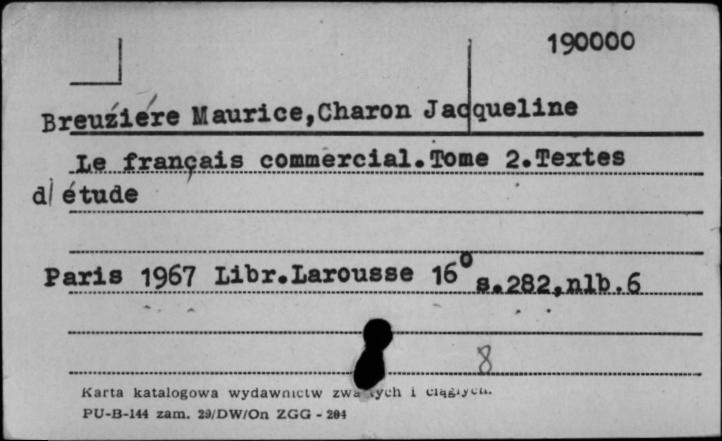 190000
Breuźiére Maurice,Charon Jacqueline
Le français commercial.Tome 2.Textes
d'étude
Paris 1967 Libr.Larousse 16° s.282,nlb.6
8
Karta katalogowa wydawnictw zwartych i ciągłych.
PU-B-144 zam. 29/DW/On ZGG - 204